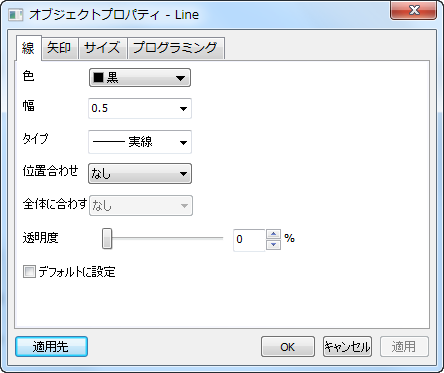 オブジェクトプロパティ - Line
線 矢印 サイズ プログラミング
色 黒
幅 0.5
タイプ 実線
位置合わせ なし
全体に合わす なし
透明度 0 %
デフォルトに設定
適用先 OK キャンセル 適用